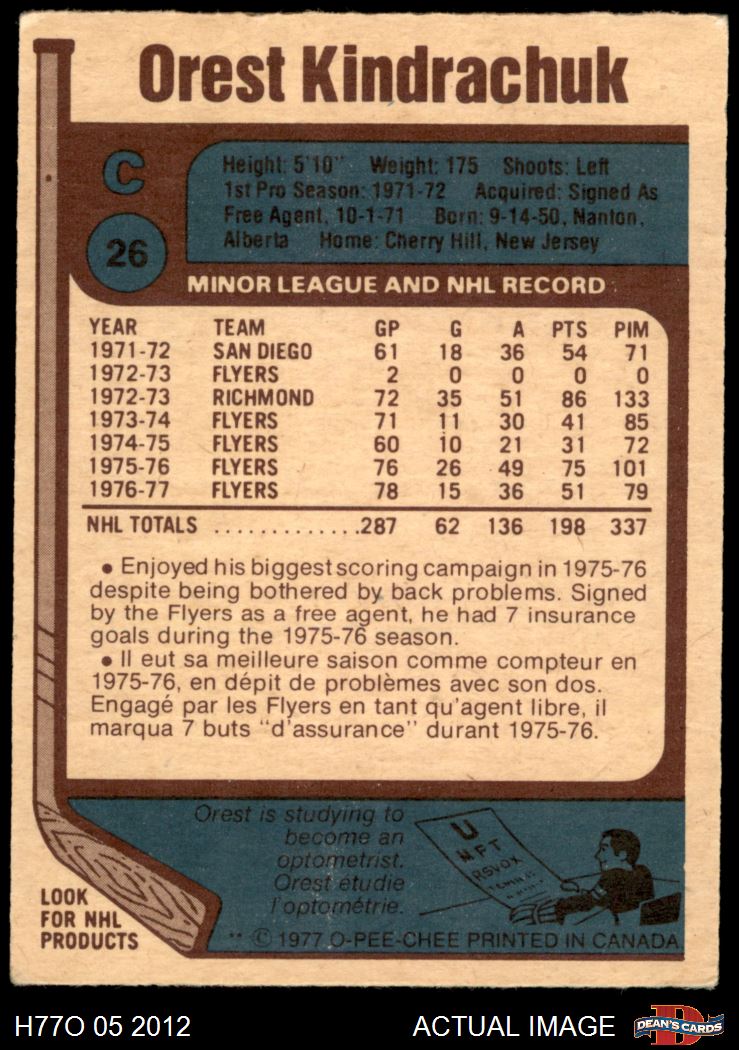 Orest Kindrachuk
C
26
Height: 5'10" Weight: 175 Shoots: Left
1st Pro Season: 1971-72 Acquired: Signed As
Free Agent, 10-1-71 Born: 9-14-50, Nanton,
Alberta Home: Cherry Hill, New Jersey
MINOR LEAGUE AND NHL RECORD
YEAR TEAM GP G A PTS PIM
1971-72 SAN DIEGO 61 18 36 54 71
1972-73 FLYERS 2 0 0 0 0
1972-73 RICHMOND 72 35 51 86 133
1973-74 FLYERS 71 11 30 41 85
1974-75 FLYERS 60 10 21 31 72
1975-76 FLYERS 76 26 49 75 101
1976-77 FLYERS 78 15 36 51 79
NHL TOTALS .............287 62 136 198 337
• Enjoyed his biggest scoring campaign in 1975-76
despite being bothered by back problems. Signed
by the Flyers as a free agent, he had 7 insurance
goals during the 1975-76 season.
• Il eut sa meilleure saison comme compteur en
1975-76, en dépit de problèmes avec son dos.
Engagé par les Flyers en tant qu'agent libre, il
marqua 7 buts "d'assurance" durant 1975-76.
Orest is studying to
become an
optometrist.
Orest étudie
l'optométrie.
U
N F T
RSVOX
LOOK
FOR NHL
PRODUCTS
** © 1977 O-PEE-CHEE PRINTED IN CANADA
H77O 05 2012 ACTUAL IMAGE
D
DEAN'S CARDS